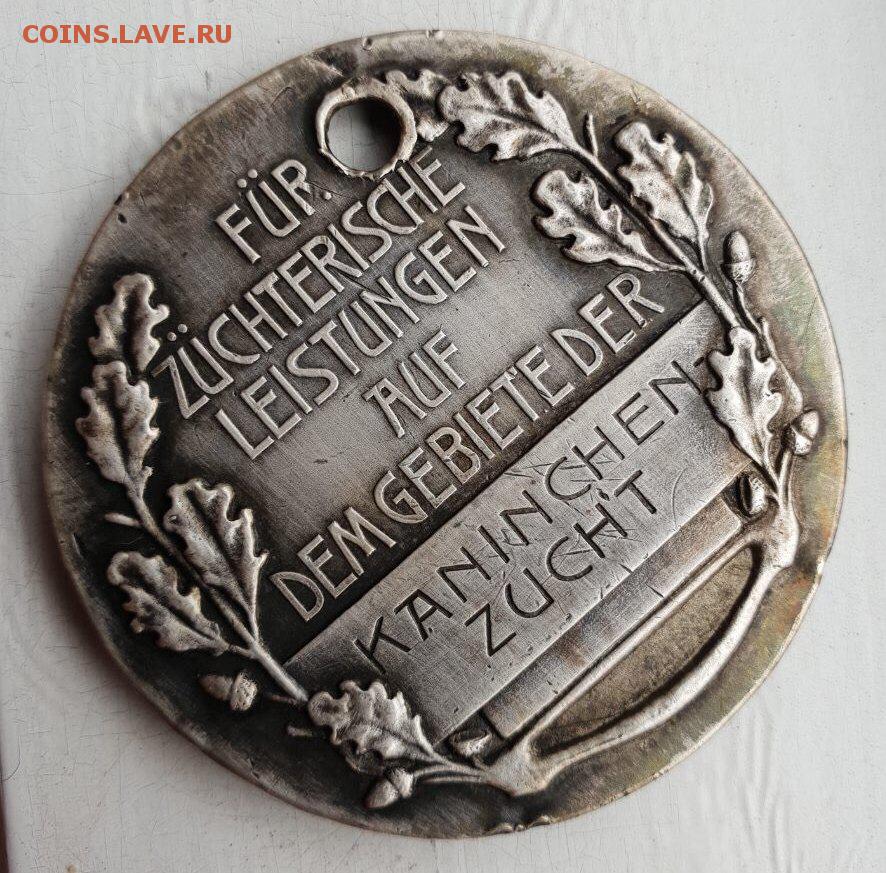 COINS.LAVE.RU
FÜR
ZÜCHTERISCHE
LEISTUNGEN
AUF
DEM GEBIETE DER
KANINCHEN-
ZUCHT